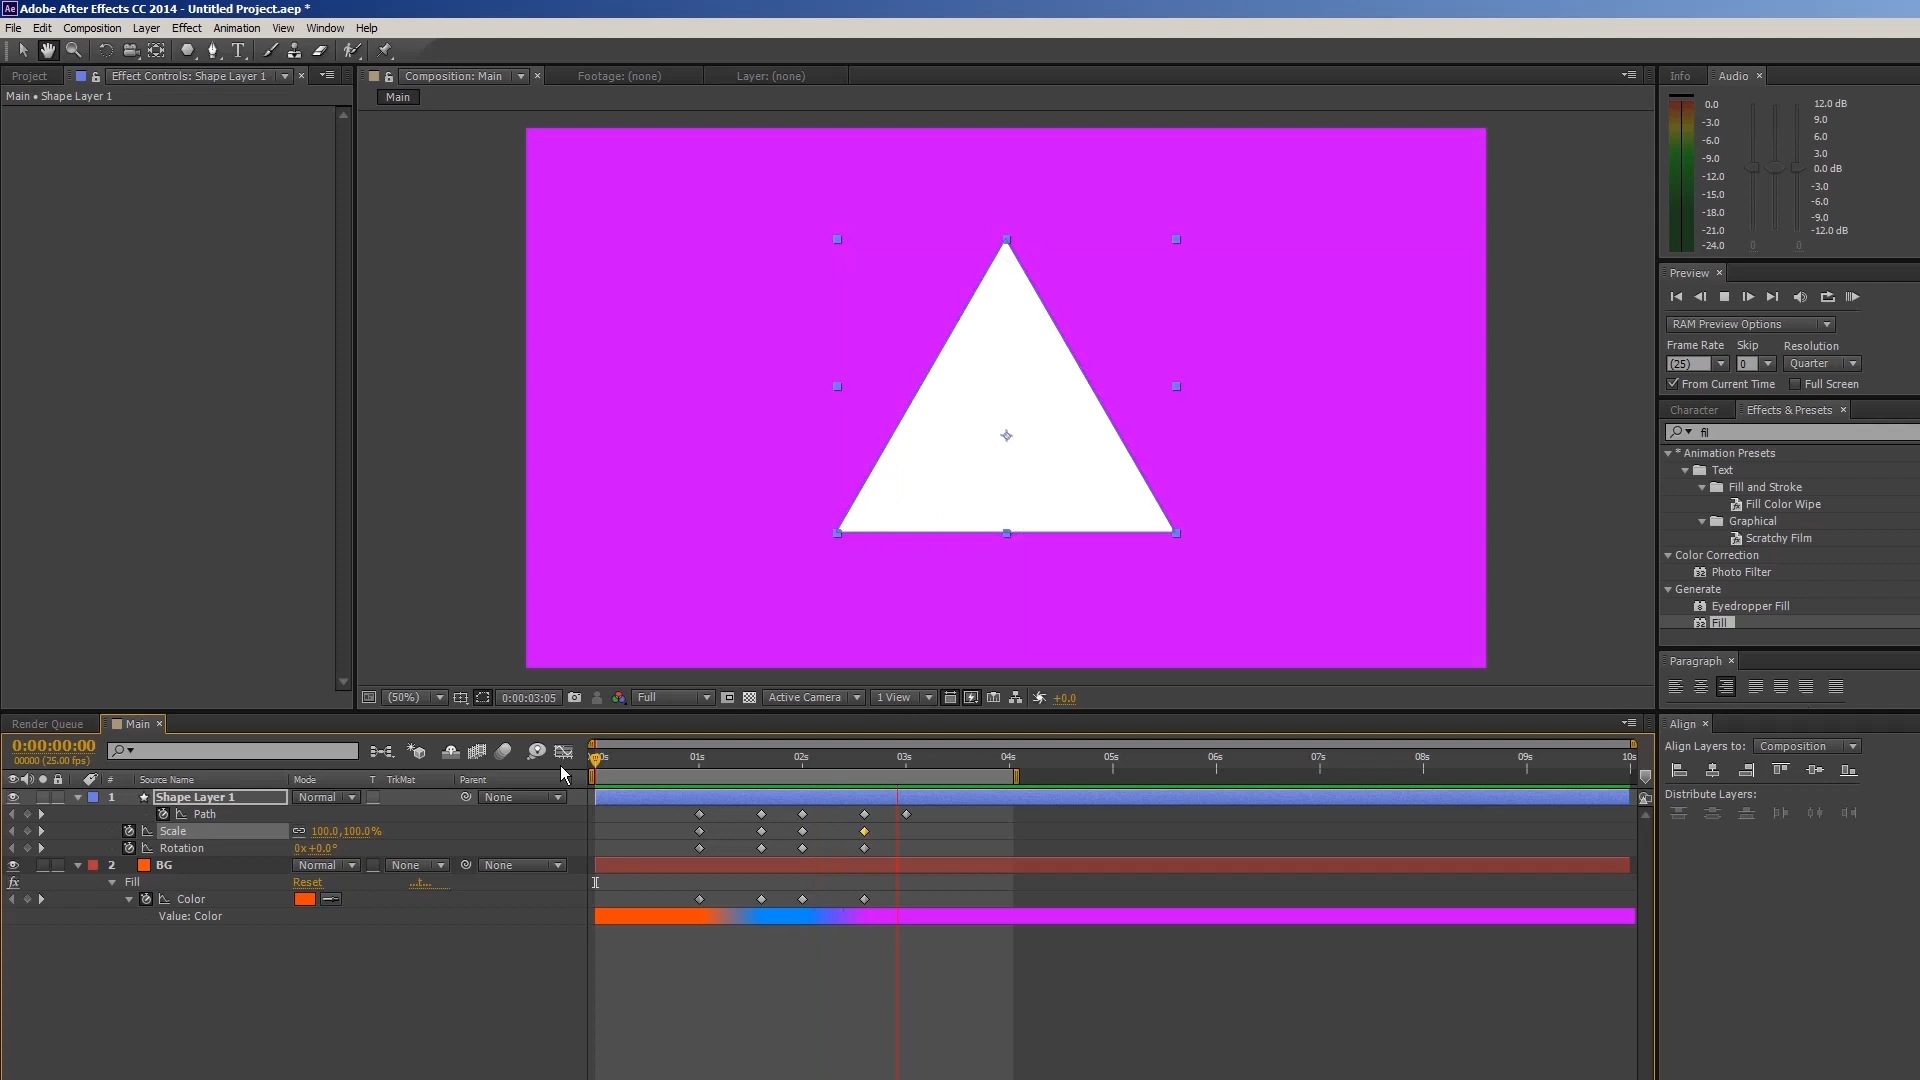 Adobe After Effects CC 2014 - Untitled Project.aep *
File Edit Composition Layer Effect Animation View Window Help
Project Effect Controls: Shape Layer 1 Composition: Main Footage: (none) Layer: (none) Info Audio
Main • Shape Layer 1 Main
0.0 12.0 dB
-3.0 9.0
-6.0 6.0
-9.0 3.0
-12.0 0.0 dB
-15.0 -3.0
-18.0 -6.0
-21.0 -9.0
-24.0 0 0 -12.0 dB
Preview
RAM Preview Options
Frame Rate Skip Resolution
(25) 0 Quarter
From Current Time Full Screen
Character Effects & Presets
fil
* Animation Presets
Text
Fill and Stroke
Fill Color Wipe
Graphical
Scratchy Film
Color Correction
Photo Filter
Generate
Eyedropper Fill
Fill
Paragraph
(50%) 0:00:03:05 Full Active Camera 1 View +0.0
Render Queue Main Align
0:00:00:00
00000 (25.00 fps)
01s 02s 03s 04s 05s 06s 07s 08s 09s 10s
Align Layers to: Composition
# Source Name Mode T TrkMat Parent
Distribute Layers:
1 Shape Layer 1 Normal None
Path
Scale 100.0,100.0%
Rotation 0x+0.0°
2 BG Normal None None
fx Fill Reset ...t...
Color
Value: Color